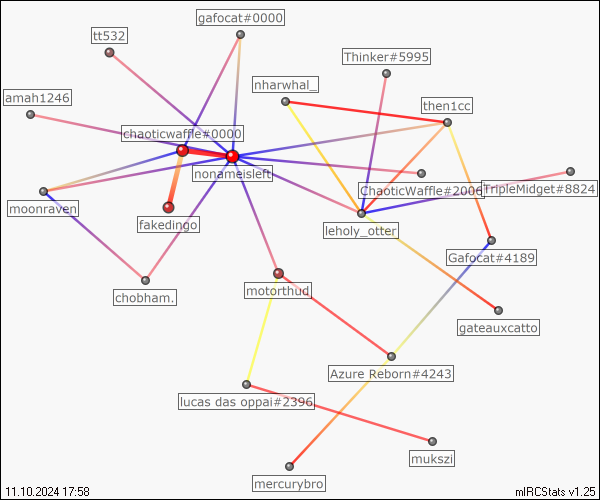 gafocat#0000
tt532
Thinker#5995
nharwhal_
amah1246
then1cc
chaoticwaffle#0000
nonameisleft
ChaoticWaffle#2006
TripleMidget#8824
moonraven
fakedingo
leholy_otter
Gafocat#4189
motorthud
chobham.
gateauxcatto
Azure Reborn#4243
lucas das oppai#2396
mukszi
mercurybro
11.10.2024 17:58
mIRCStats v1.25